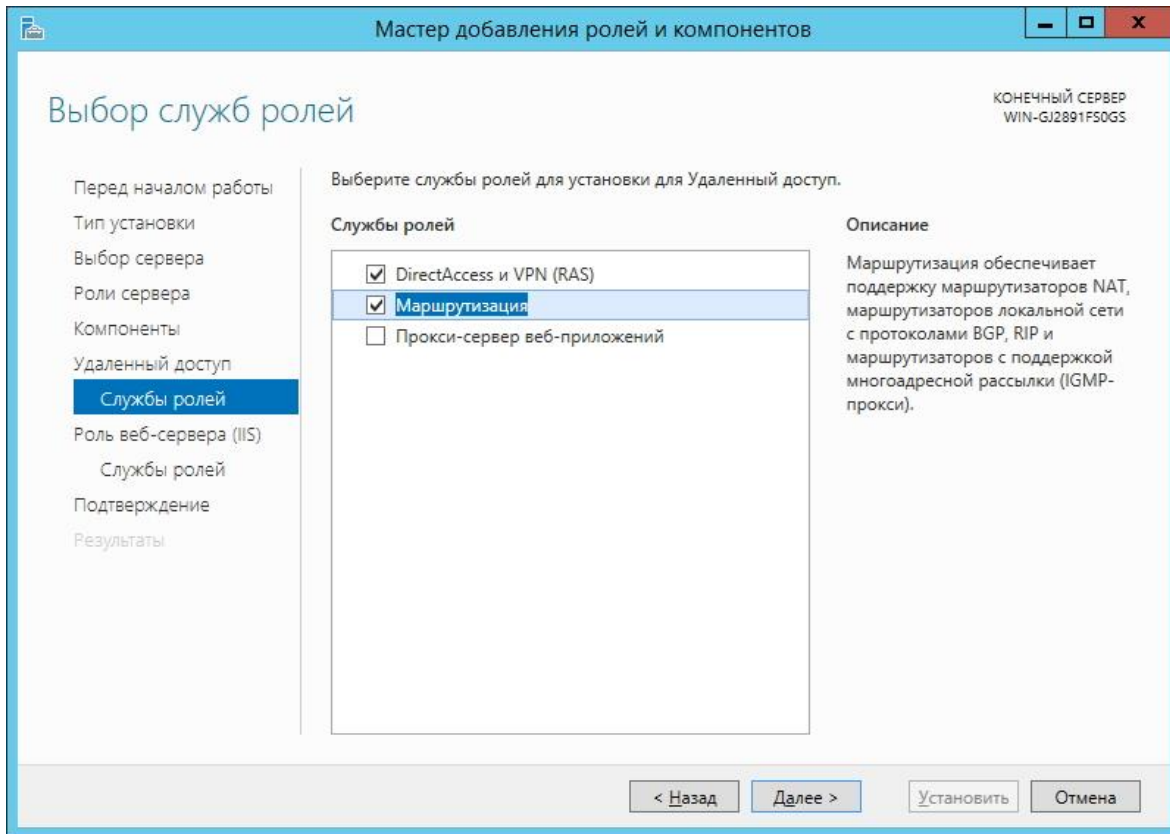 Мастер добавления ролей и компонентов
Выбор служб ролей
КОНЕЧНЫЙ СЕРВЕР
WIN-GJ2891FS0GS
Перед началом работы
Тип установки
Выбор сервера
Роли сервера
Компоненты
Удаленный доступ
Службы ролей
Роль веб-сервера (IIS)
Службы ролей
Подтверждение
Результаты
Выберите службы ролей для установки для Удаленный доступ.
Службы ролей
DirectAccess и VPN (RAS)
Маршрутизация
Прокси-сервер веб-приложений
Описание
Маршрутизация обеспечивает
поддержку маршрутизаторов NAT,
маршрутизаторов локальной сети
с протоколами BGP, RIP и
маршрутизаторов с поддержкой
многоадресной рассылки (IGMP-
прокси).
< Назад
Далее >
Установить
Отмена